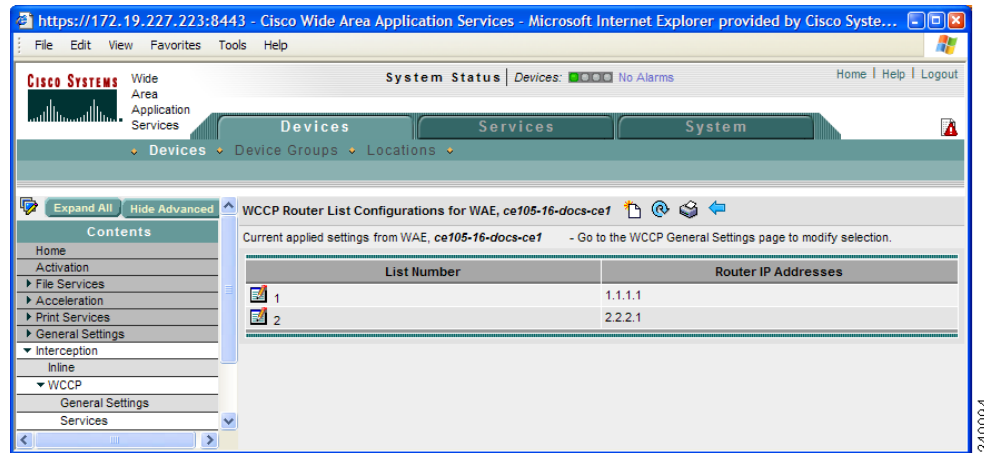 https://172.19.227.223:8443 - Cisco Wide Area Application Services - Microsoft Internet Explorer provided by Cisco Syste...
File Edit View Favorites Tools Help
CISCO SYSTEMS
Wide
Area
Application
Services
System Status | Devices: No Alarms
Home | Help | Logout
Devices Services System
Devices Device Groups Locations
Expand All Hide Advanced
Contents
Home
Activation
File Services
Acceleration
Print Services
General Settings
Interception
Inline
WCCP
General Settings
Services
WCCP Router List Configurations for WAE, ce105-16-docs-ce1
Current applied settings from WAE, ce105-16-docs-ce1 - Go to the WCCP General Settings page to modify selection.
List Number Router IP Addresses
1 1.1.1.1
2 2.2.2.1